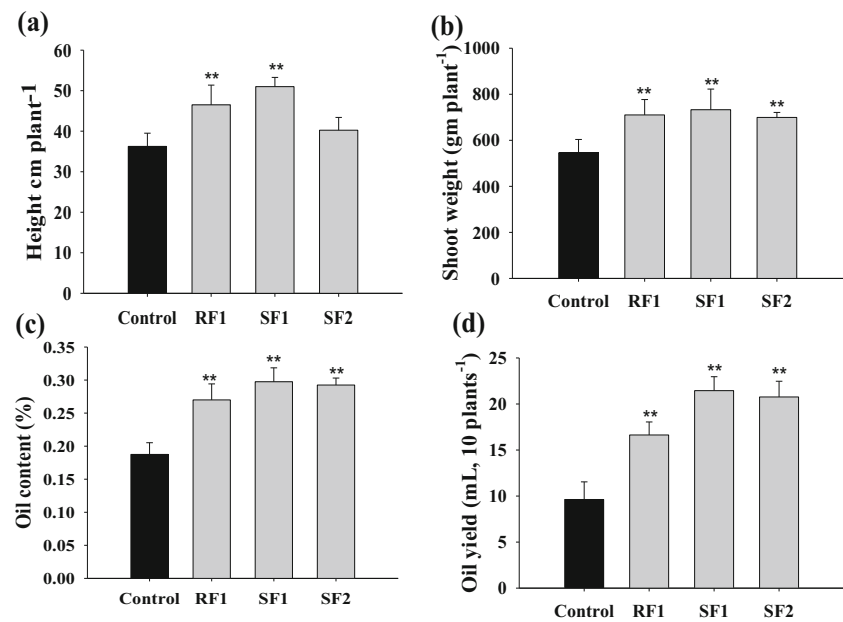 (a)
Height cm plant⁻¹
60
50
40
30
20
10
0
** **
Control RF1 SF1 SF2
(b)
Shoot weight (gm plant⁻¹)
1000
800
600
400
200
0
** ** **
Control RF1 SF1 SF2
(c)
Oil content (%)
0.35
0.30
0.25
0.20
0.15
0.10
0.05
0.00
** ** **
Control RF1 SF1 SF2
(d)
Oil yield (mL, 10 plants⁻¹)
25
20
15
10
5
0
** ** **
Control RF1 SF1 SF2